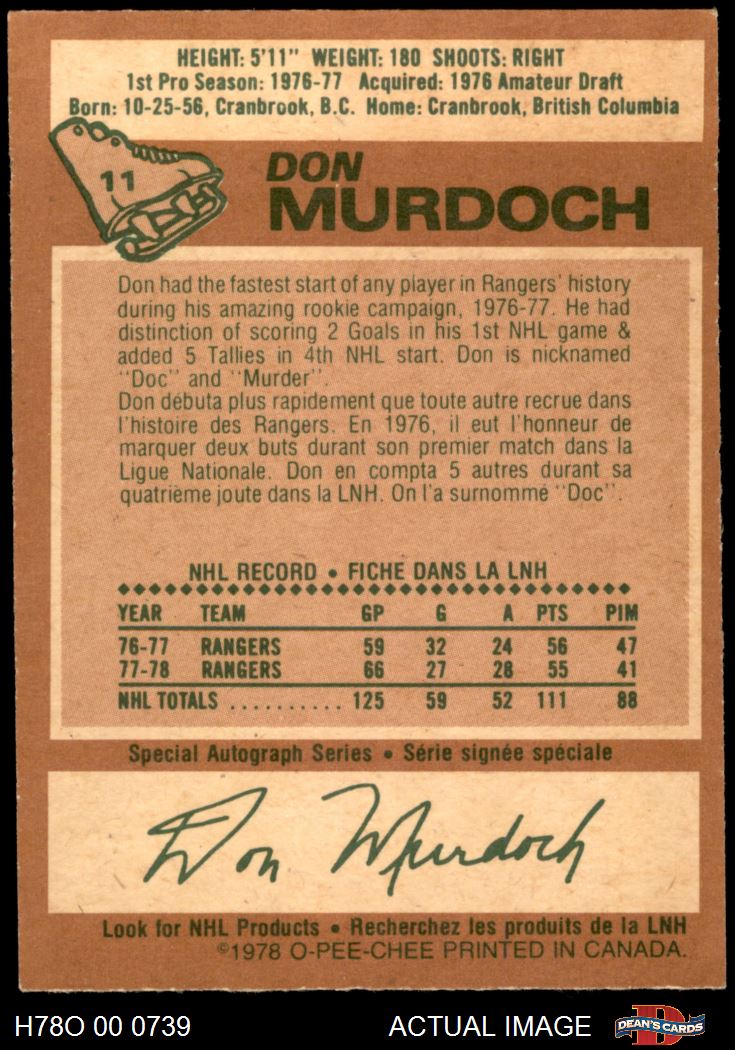 HEIGHT: 5'11" WEIGHT: 180 SHOOTS: RIGHT
1st Pro Season: 1976-77 Acquired: 1976 Amateur Draft
Born: 10-25-56, Cranbrook, B.C. Home: Cranbrook, British Columbia
11
DON
MURDOCH
Don had the fastest start of any player in Rangers' history
during his amazing rookie campaign, 1976-77. He had
distinction of scoring 2 Goals in his 1st NHL game &
added 5 Tallies in 4th NHL start. Don is nicknamed
"Doc" and "Murder".
Don débuta plus rapidement que toute autre recrue dans
l'histoire des Rangers. En 1976, il eut l'honneur de
marquer deux buts durant son premier match dans la
Ligue Nationale. Don en compta 5 autres durant sa
quatrième joute dans la LNH. On l'a surnommé "Doc".
NHL RECORD • FICHE DANS LA LNH
YEAR TEAM GP G A PTS PIM
76-77 RANGERS 59 32 24 56 47
77-78 RANGERS 66 27 28 55 41
NHL TOTALS .......... 125 59 52 111 88
Special Autograph Series • Série signée spéciale
Don Murdoch
Look for NHL Products • Recherchez les produits de la LNH
©1978 O-PEE-CHEE PRINTED IN CANADA.
H78O 00 0739 ACTUAL IMAGE D DEAN'S CARDS